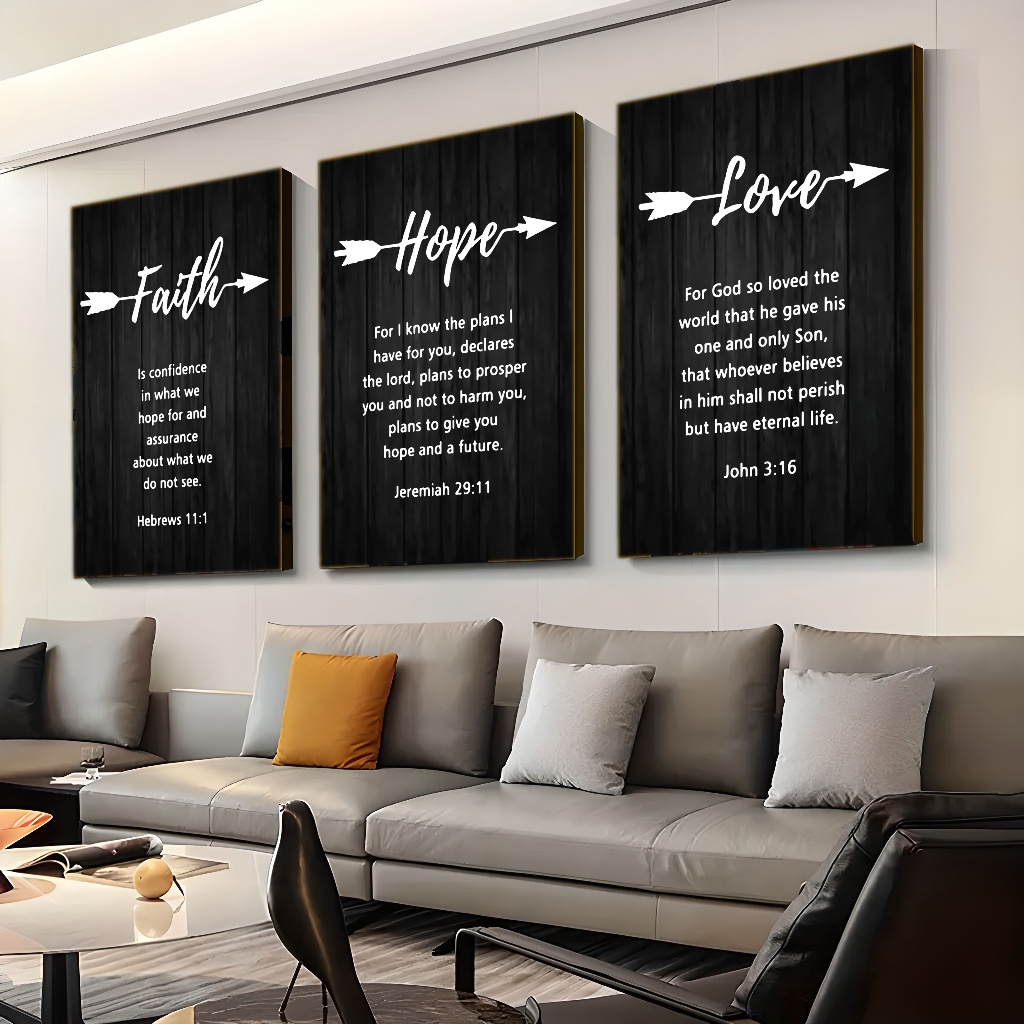 Faith
Is confidence
in what we
hope for and
assurance
about what we
do not see.
Hebrews 11:1
Hope
For I know the plans I
have for you, declares
the lord, plans to prosper
you and not to harm you,
plans to give you
hope and a future.
Jeremiah 29:11
Love
For God so loved the
world that he gave his
one and only Son,
that whoever believes
in him shall not perish
but have eternal life.
John 3:16